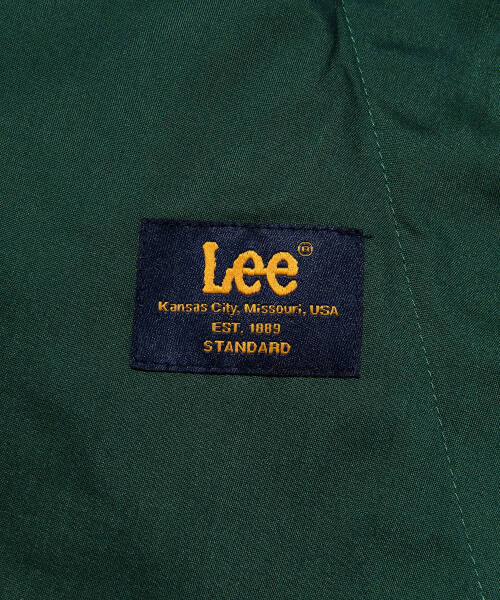 Lee®
Kansas City, Missouri, USA
EST. 1889
STANDARD